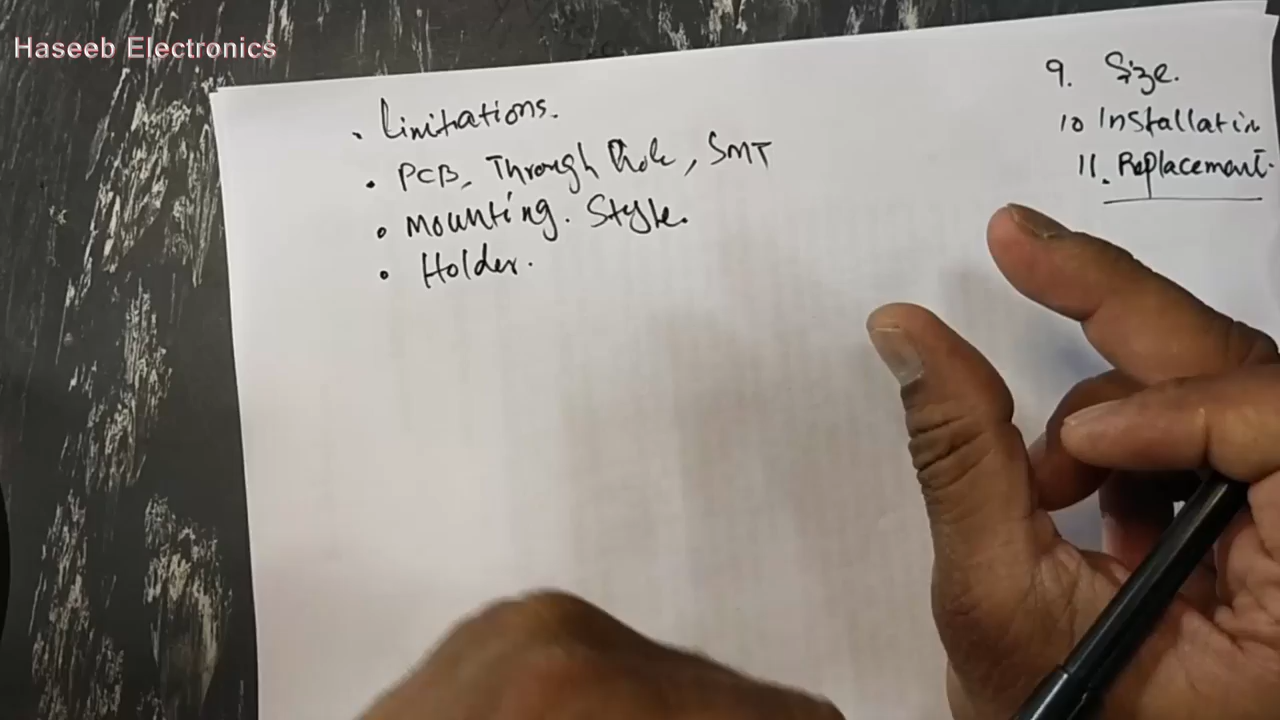 Haseeb Electronics
. Limitations.
. PCB, Through Hole, SMT
. Mounting. Style.
. Holder.
9. Size.
10 Installatin
11. Replacement.